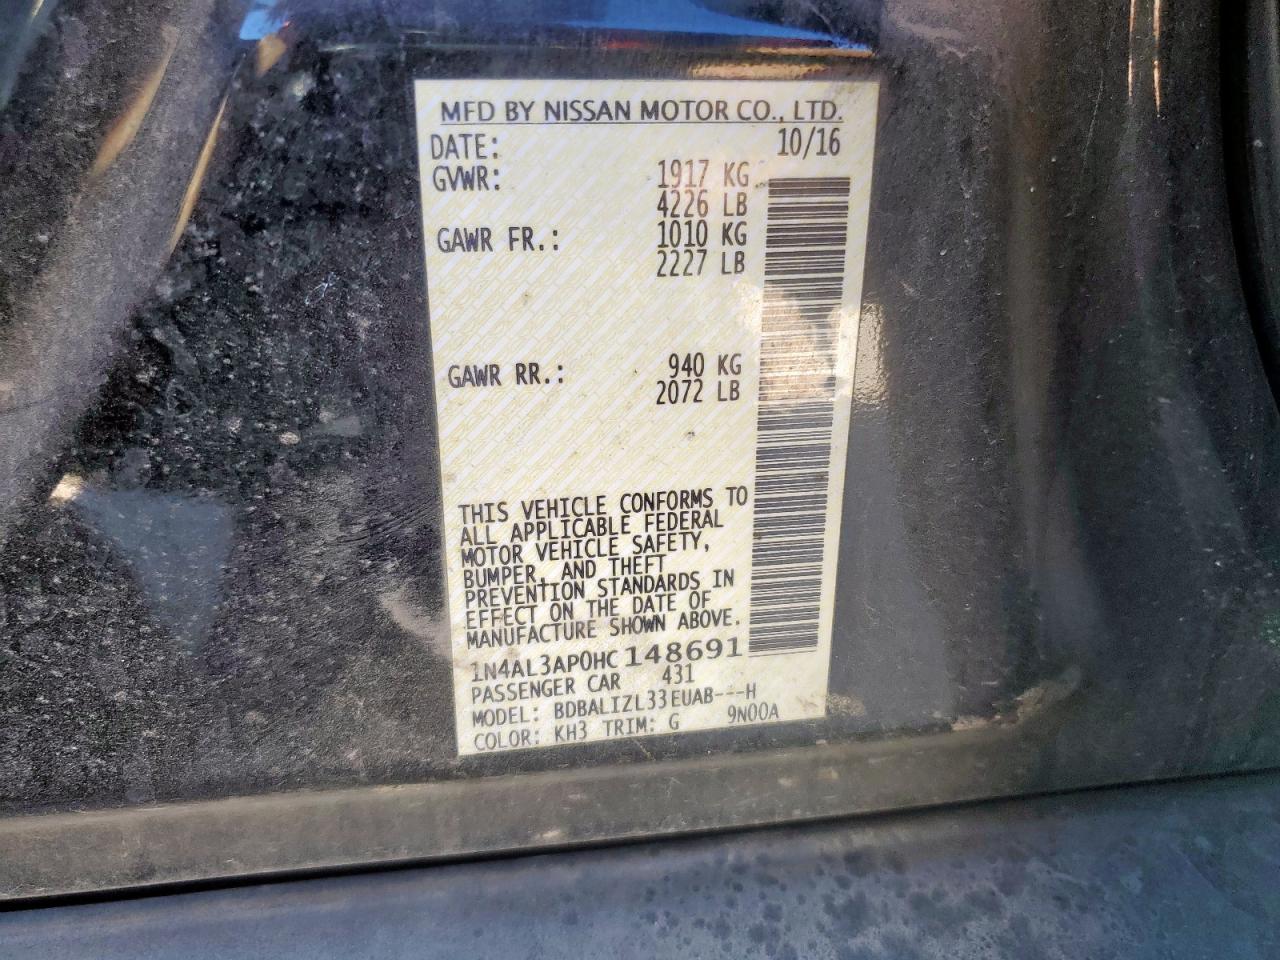 MFD BY NISSAN MOTOR CO., LTD.
DATE: 10/16
GVWR: 1917 KG
4226 LB
GAWR FR.: 1010 KG
2227 LB
GAWR RR.: 940 KG
2072 LB
THIS VEHICLE CONFORMS TO
ALL APPLICABLE FEDERAL
MOTOR VEHICLE SAFETY,
BUMPER, AND THEFT
PREVENTION STANDARDS IN
EFFECT ON THE DATE OF
MANUFACTURE SHOWN ABOVE.
1N4AL3AP0HC148691
PASSENGER CAR 431
MODEL: BDBALIZL33EUAB---H
COLOR: KH3 TRIM: G 9N00A